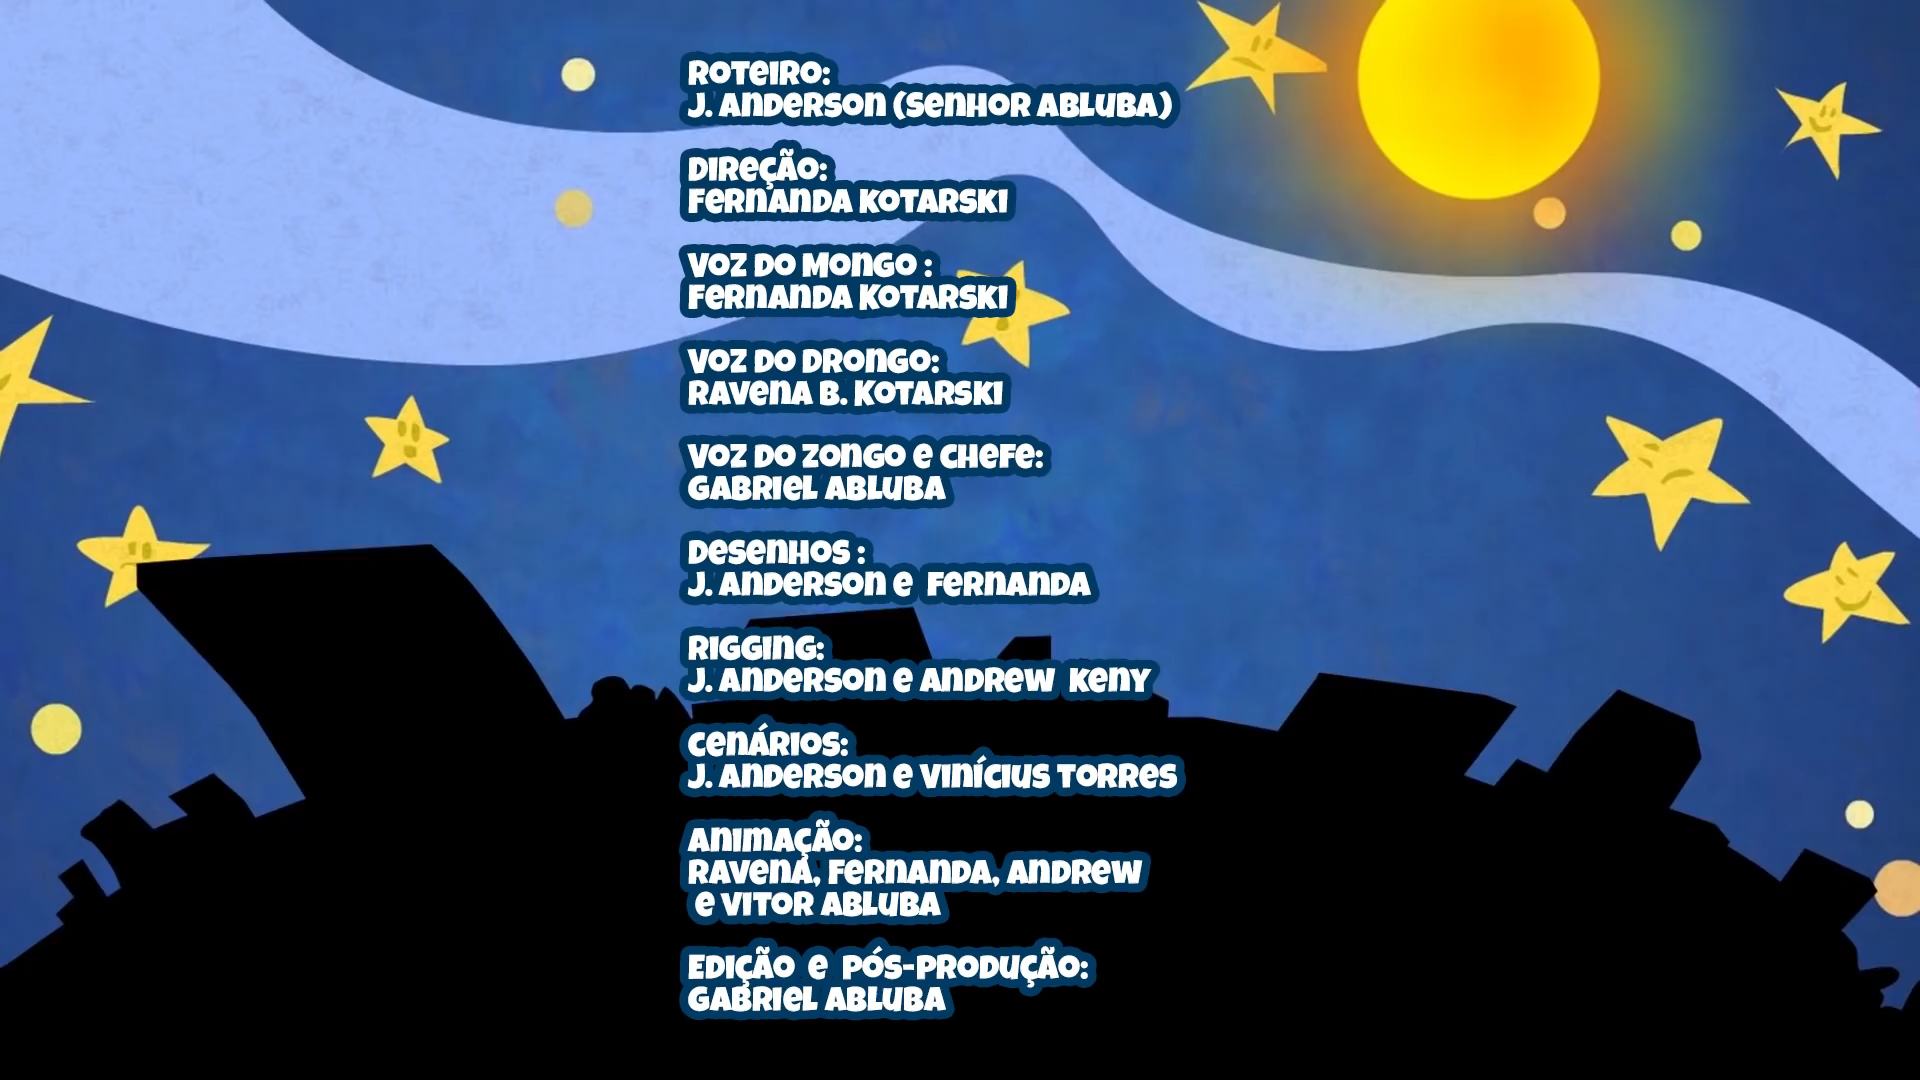 Roteiro:
J. Anderson (Senhor Abluba)
Direção:
Fernanda Kotarski
Voz do Mongo :
Fernanda Kotarski
Voz do Drongo:
Ravena B. Kotarski
Voz do Zongo e Chefe:
Gabriel Abluba
Desenhos :
J. Anderson e Fernanda
Rigging:
J. Anderson e Andrew Keny
Cenários:
J. Anderson e Vinícius Torres
Animação:
Ravena, Fernanda, Andrew
e Vitor Abluba
Edição e Pós-Produção:
Gabriel Abluba